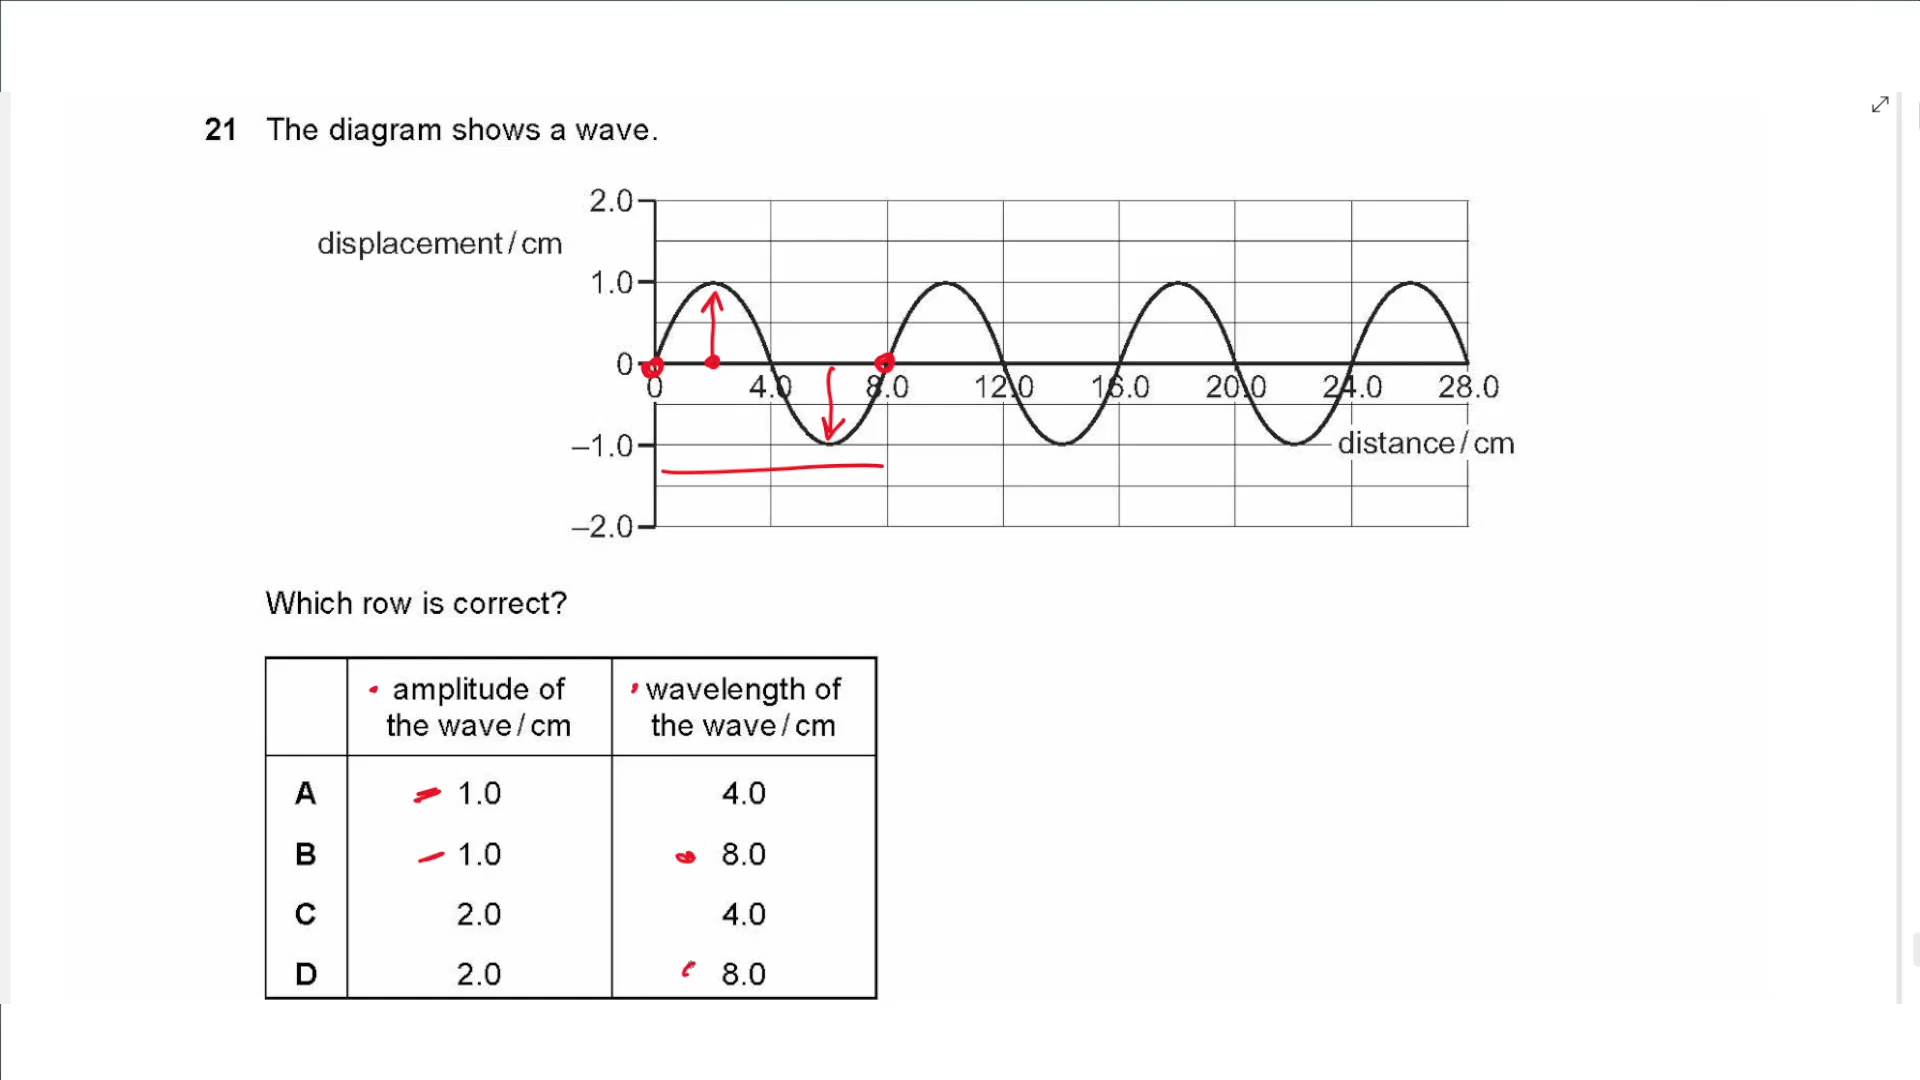 21 The diagram shows a wave.
2.0
displacement / cm
1.0
0
0 4.0 8.0 12.0 16.0 20.0 24.0 28.0
–1.0
distance / cm
–2.0
Which row is correct?
amplitude of the wave / cm
wavelength of the wave / cm
A 1.0 4.0
B 1.0 8.0
C 2.0 4.0
D 2.0 8.0